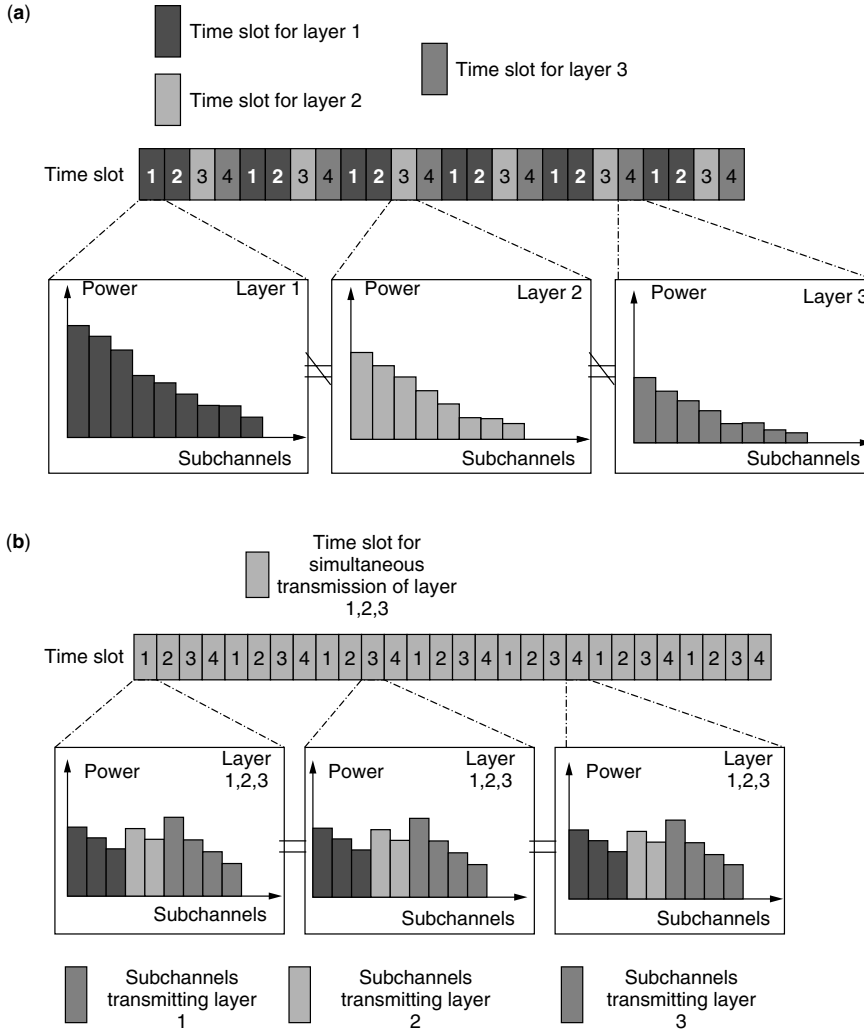 (a)
Time slot for layer 1
Time slot for layer 2
Time slot for layer 3
Time slot 1 2 3 4 1 2 3 4 1 2 3 4 1 2 3 4 1 2 3 4 1 2 3 4
Power Layer 1
Subchannels
Power Layer 2
Subchannels
Power Layer 3
Subchannels
(b)
Time slot for
simultaneous
transmission of layer
1,2,3
Time slot 1 2 3 4 1 2 3 4 1 2 3 4 1 2 3 4 1 2 3 4 1 2 3 4 1 2 3 4
Power Layer
1,2,3
Subchannels
Power Layer
1,2,3
Subchannels
Power Layer
1,2,3
Subchannels
Subchannels
transmitting layer
1
Subchannels
transmitting layer
2
Subchannels
transmitting layer
3